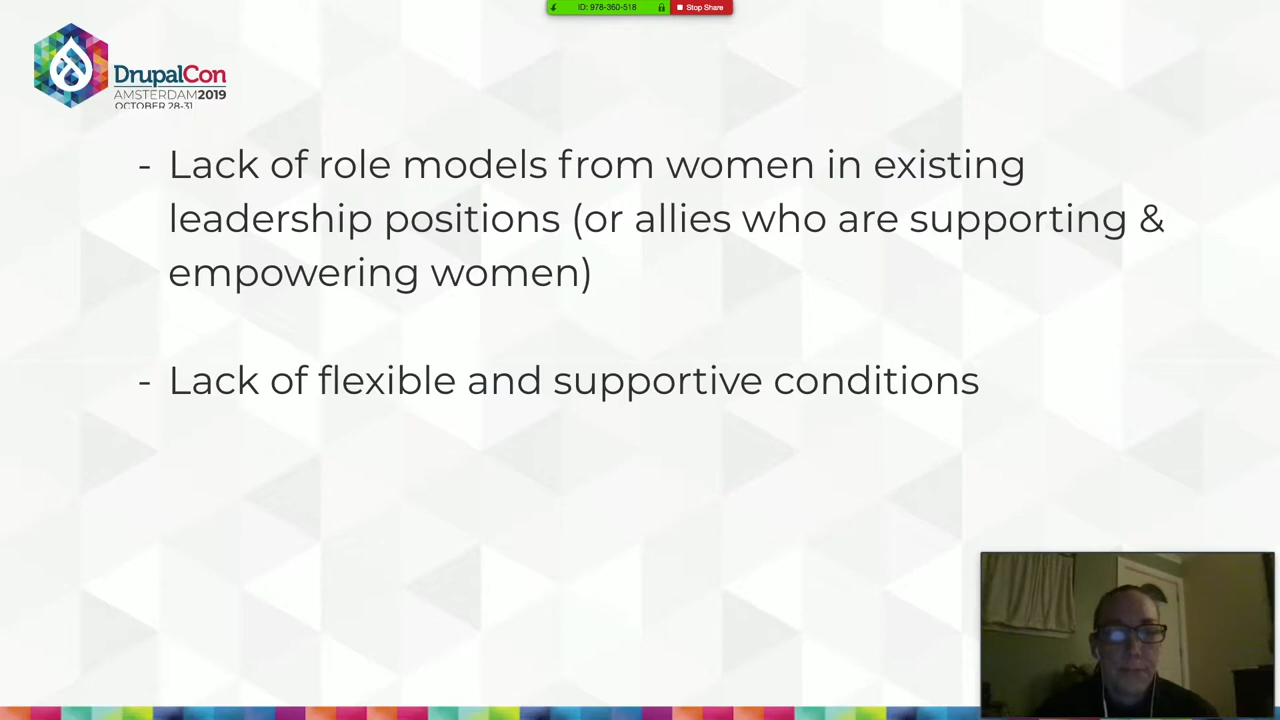 ID: 978-360-518
Stop Share
DrupalCon
AMSTERDAM2019
OCTOBER 28-31
- Lack of role models from women in existing
leadership positions (or allies who are supporting &
empowering women)
- Lack of flexible and supportive conditions